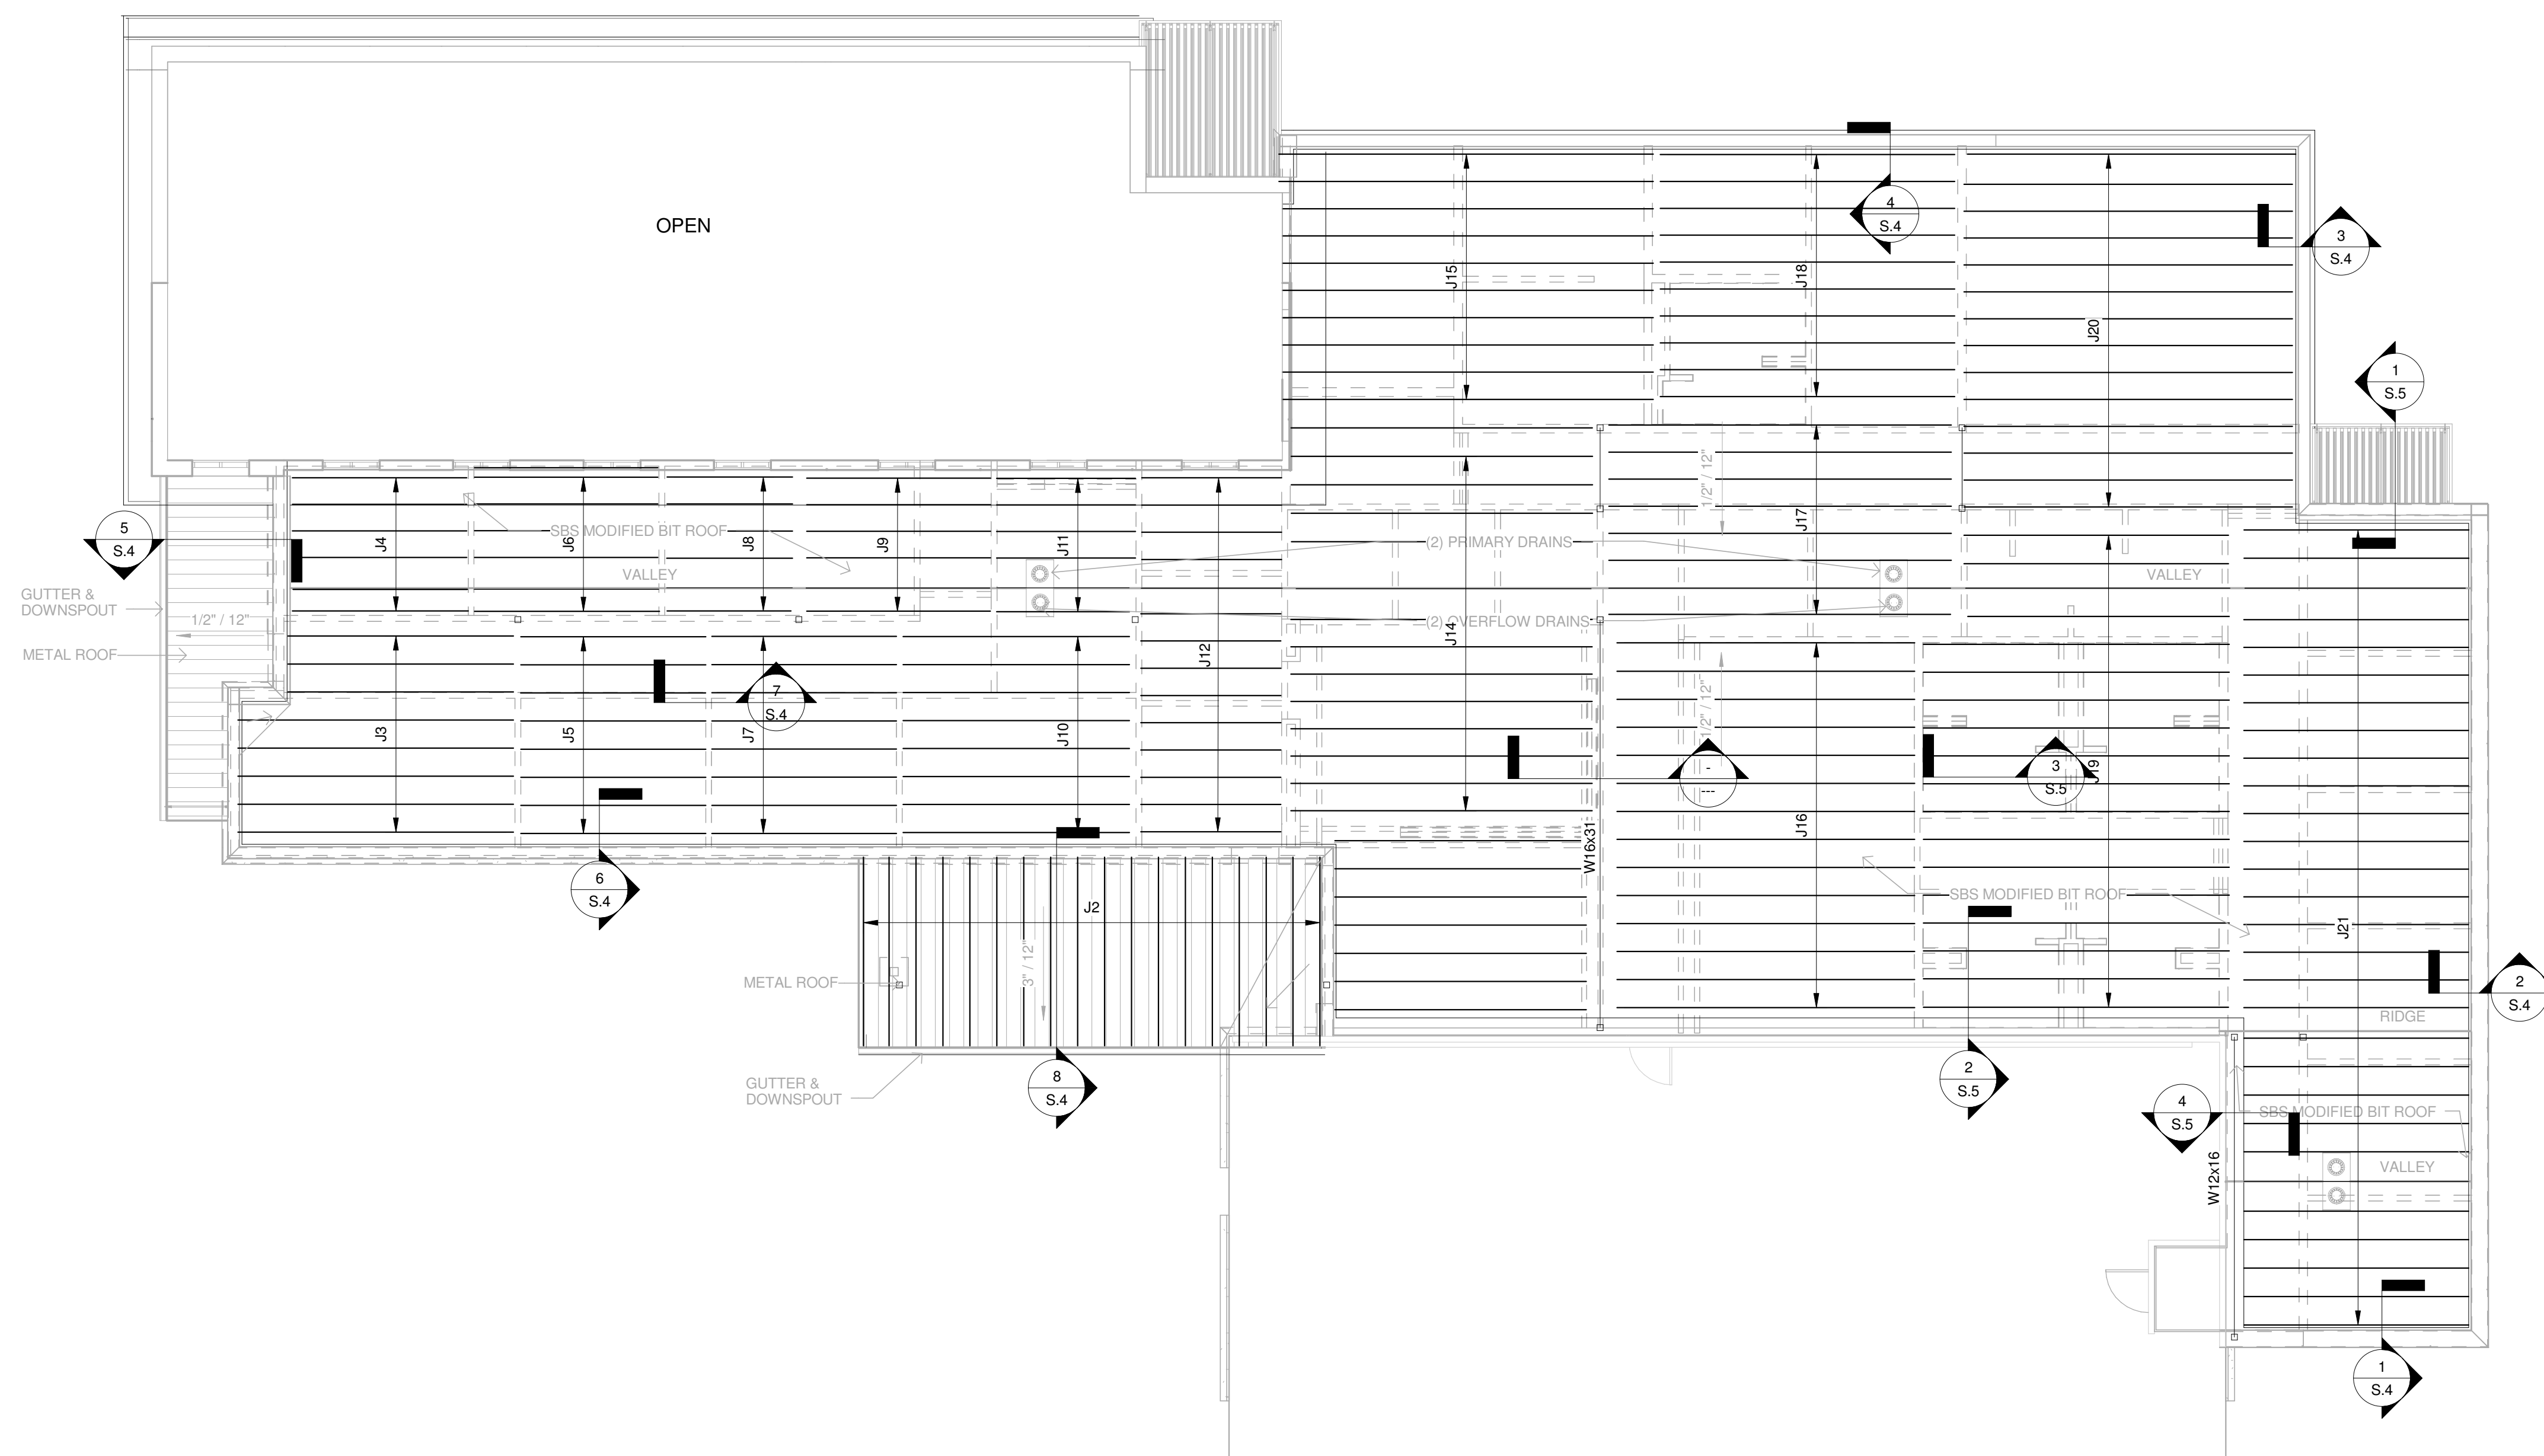 OPEN
4
S.4
3
S.4
J15
J18
J20
1
S.5
1/2" / 12"
5
S.4
J4
J6
SBS MODIFIED BIT ROOF
J8
J9
J11
(2) PRIMARY DRAINS
J17
VALLEY
VALLEY
GUTTER &
DOWNSPOUT
1/2" / 12"
(2) OVERFLOW DRAINS
J14
METAL ROOF
J12
7
S.4
1/2" / 12"
J3
J5
J7
J10
-
---
3
S.5
J19
W16x31
J16
6
S.4
J2
SBS MODIFIED BIT ROOF
J21
3" / 12"
METAL ROOF
2
S.4
RIDGE
GUTTER &
DOWNSPOUT
8
S.4
2
S.5
4
S.5
SBS MODIFIED BIT ROOF
W12x16
VALLEY
1
S.4